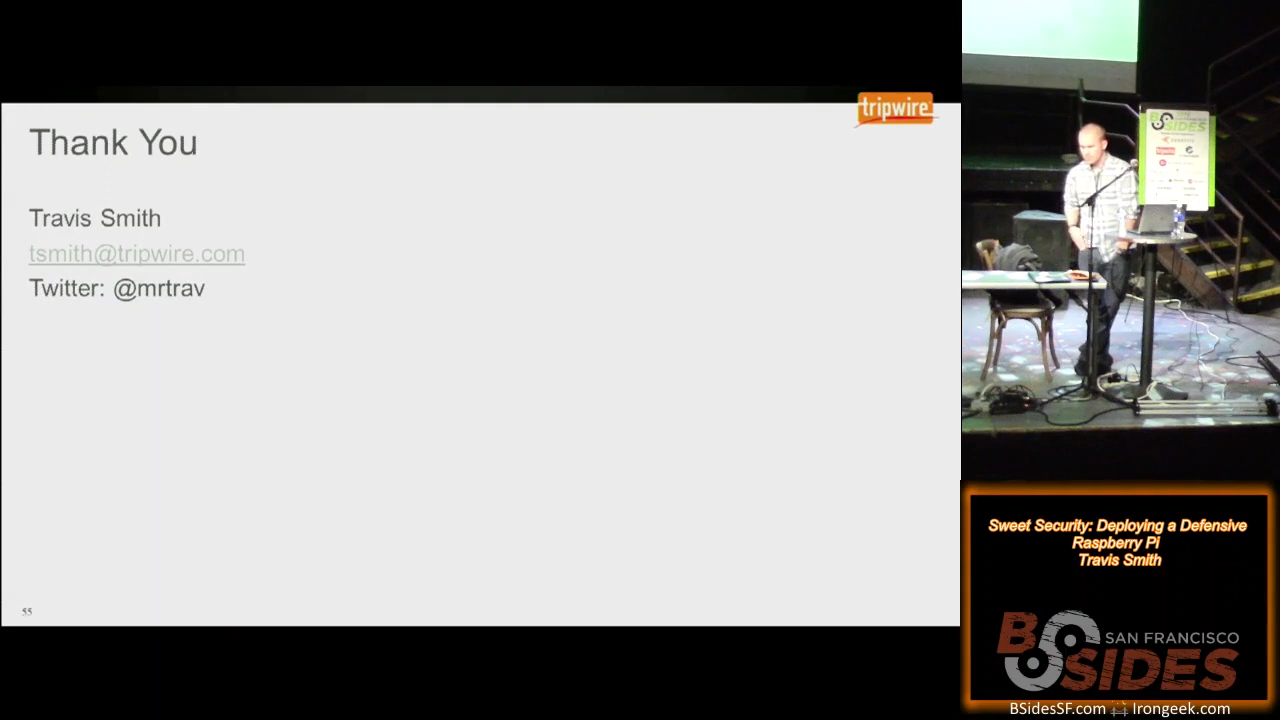 tripwire
Thank You
Travis Smith
tsmith@tripwire.com
Twitter: @mrtrav
55
BSIDES
Sweet Security: Deploying a Defensive
Raspberry Pi
Travis Smith
BSIDES
SAN FRANCISCO
BSidesSF.com Irongeek.com